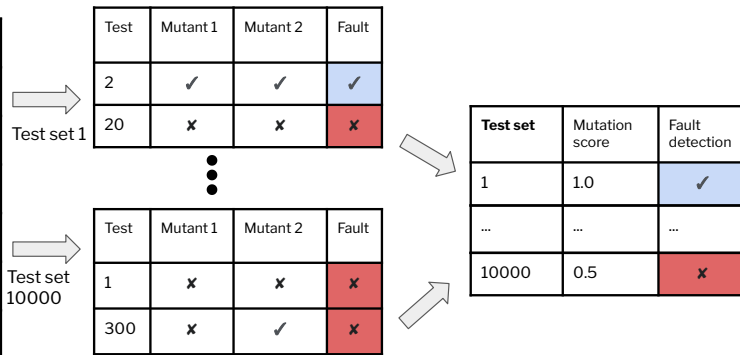 Test Mutant 1 Mutant 2 Fault
2 ✓ ✓ ✓
20 ✘ ✘ ✘
Test set 1
Test Mutant 1 Mutant 2 Fault
1 ✘ ✘ ✘
300 ✘ ✓ ✘
Test set
10000
Test set Mutation
score Fault
detection
1 1.0 ✓
... ... ...
10000 0.5 ✘